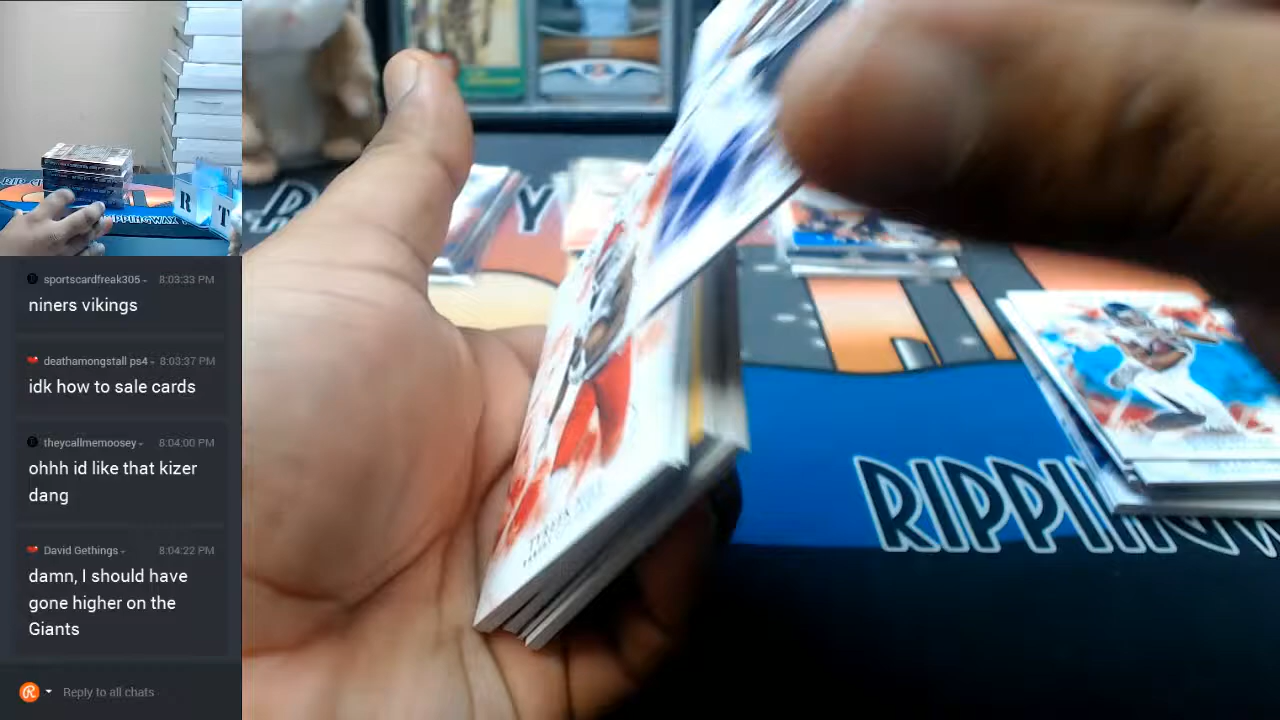 sportscardfreak305 8:03:33 PM
niners vikings
deathamongstall ps4 8:03:37 PM
idk how to sale cards
theycallmemoosey 8:04:00 PM
ohhh id like that kizer
dang
David Gethings 8:04:22 PM
damn, I should have
gone higher on the
Giants
Reply to all chats
R
T
RIPPINGWAX